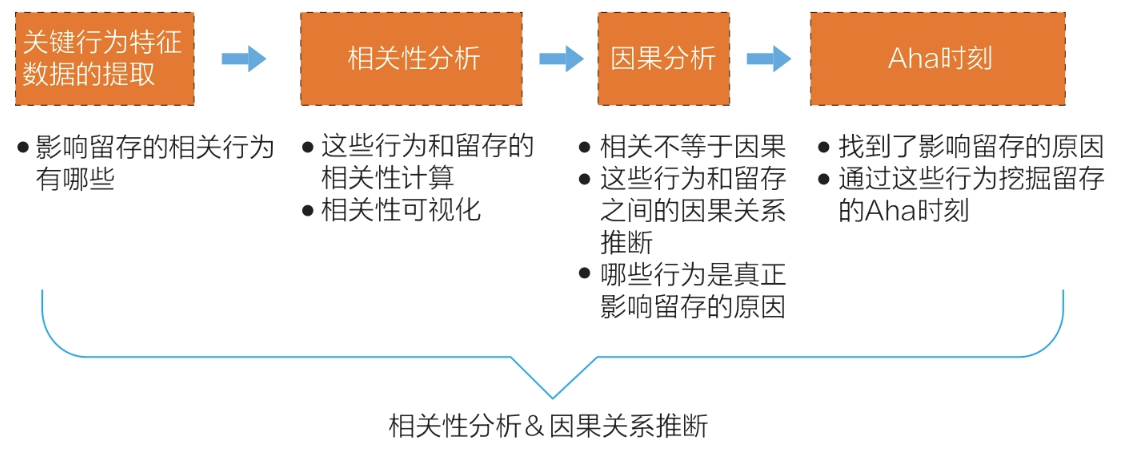 关键行为特征
数据的提取
相关性分析
因果分析
Aha时刻
●影响留存的相关行为
有哪些
●这些行为和留存的
相关性计算
●相关性可视化
●相关不等于因果
●这些行为和留存
之间的因果关系
推断
●哪些行为是真正
影响留存的原因
●找到了影响留存的原因
●通过这些行为挖掘留存
的Aha时刻
相关性分析＆因果关系推断